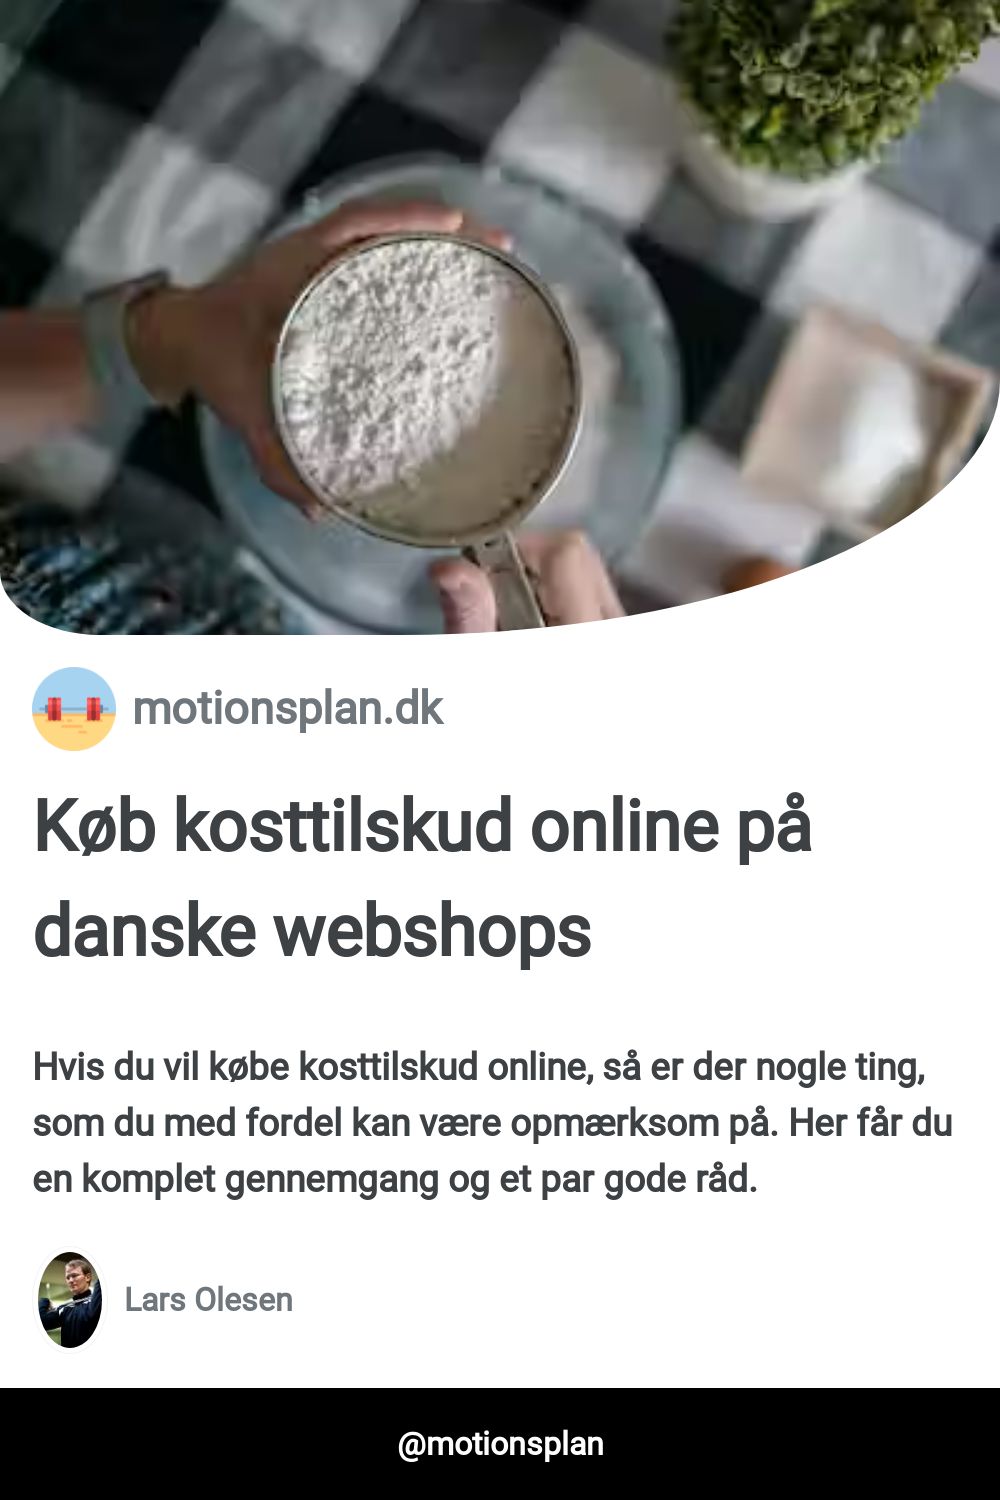 motionsplan.dk
Køb kosttilskud online på
danske webshops
Hvis du vil købe kosttilskud online, så er der nogle ting,
som du med fordel kan være opmærksom på. Her får du
en komplet gennemgang og et par gode råd.
Lars Olesen
@motionsplan